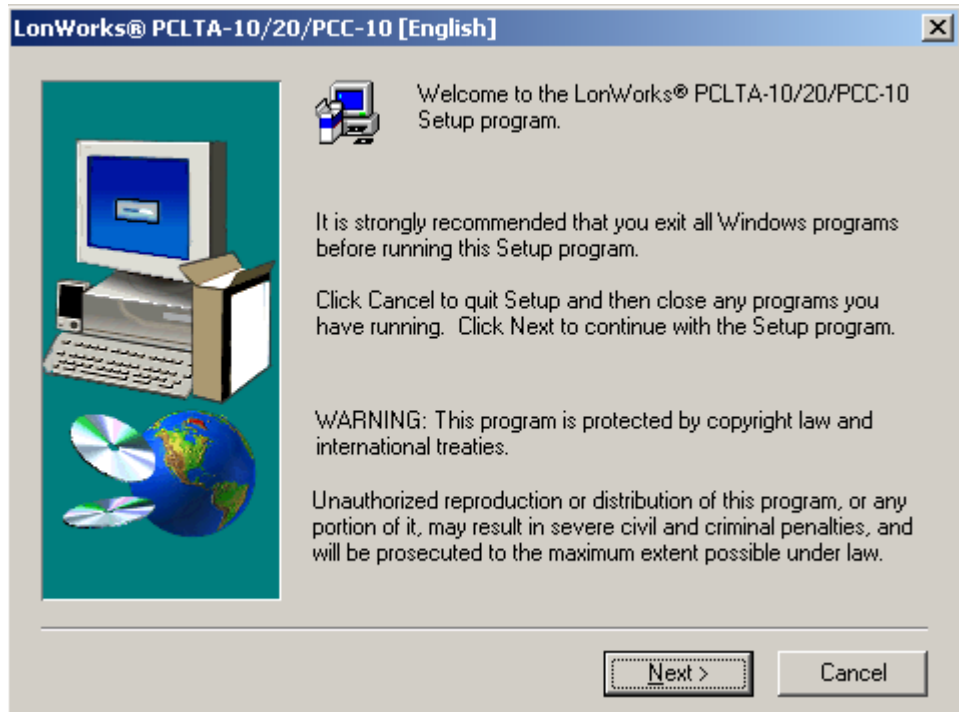 LonWorks® PCLTA-10/20/PCC-10 [English]
Welcome to the LonWorks® PCLTA-10/20/PCC-10
Setup program.
It is strongly recommended that you exit all Windows programs
before running this Setup program.
Click Cancel to quit Setup and then close any programs you
have running.  Click Next to continue with the Setup program.
WARNING: This program is protected by copyright law and
international treaties.
Unauthorized reproduction or distribution of this program, or any
portion of it, may result in severe civil and criminal penalties, and
will be prosecuted to the maximum extent possible under law.
Next >
Cancel